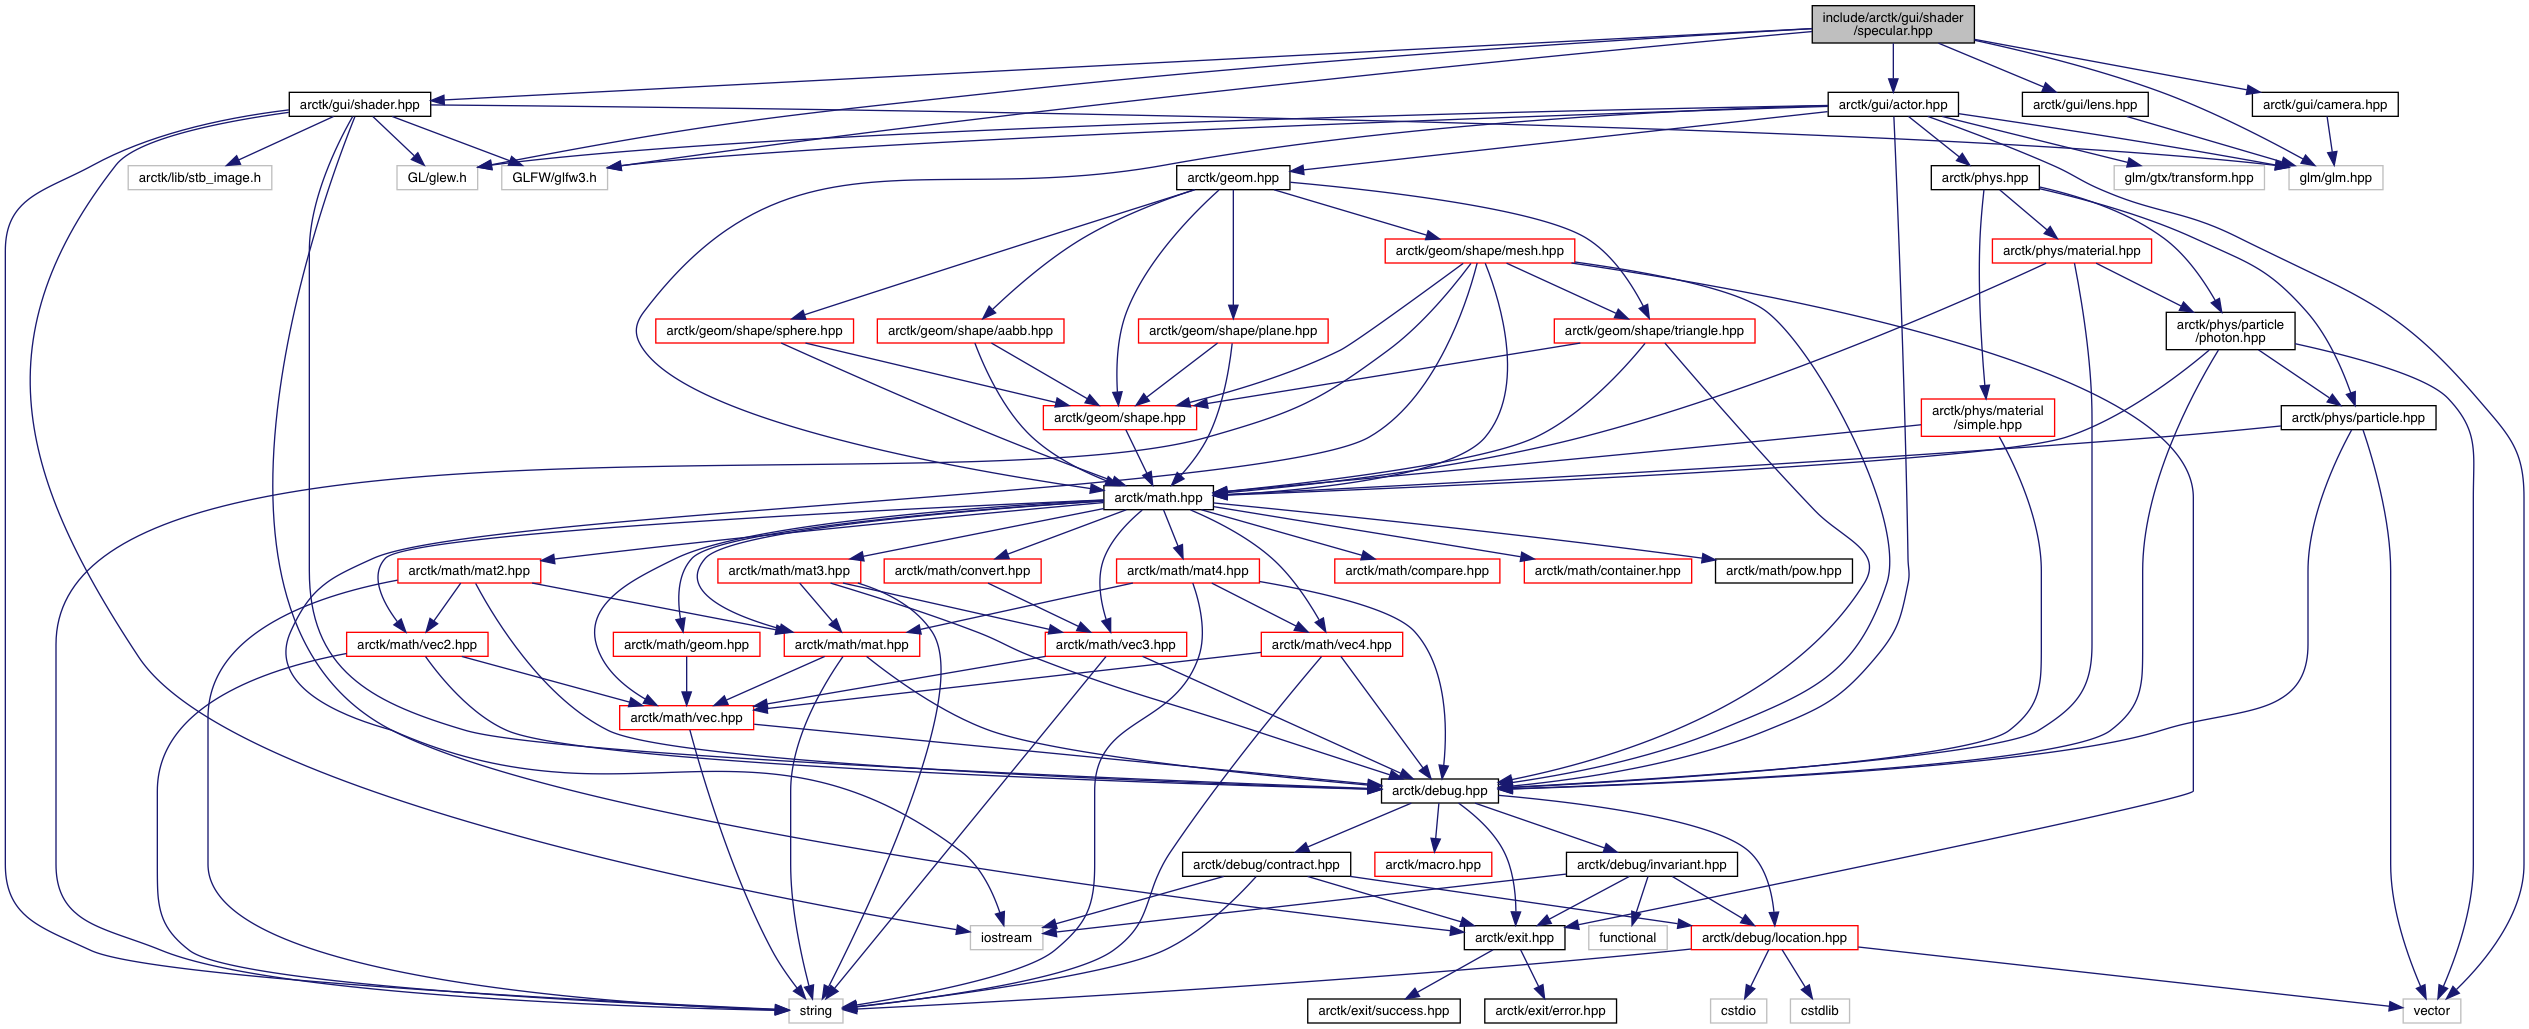 include/arctk/gui/shader
/specular.hpp
arctk/gui/shader.hpp
arctk/gui/actor.hpp
arctk/gui/lens.hpp
arctk/gui/camera.hpp
arctk/lib/stb_image.h
GL/glew.h
GLFW/glfw3.h
arctk/geom.hpp
arctk/phys.hpp
glm/gtx/transform.hpp
glm/glm.hpp
arctk/geom/shape/mesh.hpp
arctk/phys/material.hpp
arctk/geom/shape/sphere.hpp
arctk/geom/shape/aabb.hpp
arctk/geom/shape/plane.hpp
arctk/geom/shape/triangle.hpp
arctk/phys/particle
/photon.hpp
arctk/geom/shape.hpp
arctk/phys/material
/simple.hpp
arctk/phys/particle.hpp
arctk/math.hpp
arctk/math/mat2.hpp
arctk/math/mat3.hpp
arctk/math/convert.hpp
arctk/math/mat4.hpp
arctk/math/compare.hpp
arctk/math/container.hpp
arctk/math/pow.hpp
arctk/math/vec2.hpp
arctk/math/geom.hpp
arctk/math/mat.hpp
arctk/math/vec3.hpp
arctk/math/vec4.hpp
arctk/math/vec.hpp
arctk/debug.hpp
arctk/debug/contract.hpp
arctk/macro.hpp
arctk/debug/invariant.hpp
iostream
arctk/exit.hpp
functional
arctk/debug/location.hpp
string
arctk/exit/success.hpp
arctk/exit/error.hpp
cstdio
cstdlib
vector